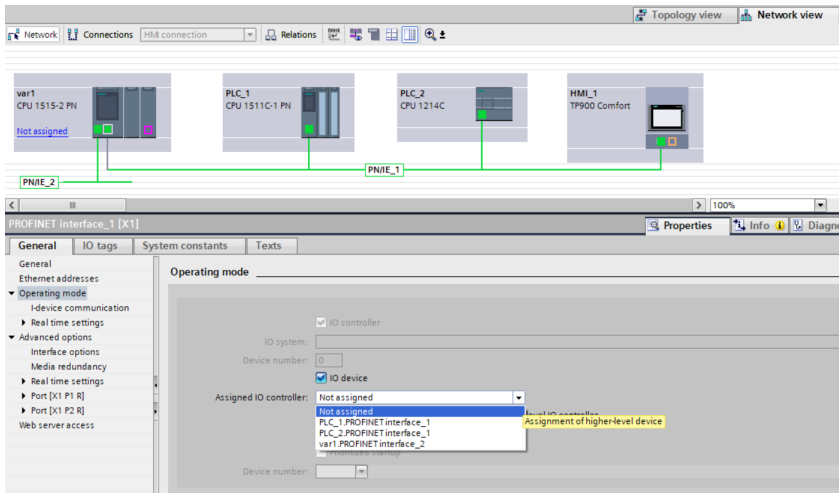 Topology view
Network view
Network
Connections
HMI connection
Relations
var1
CPU 1515-2 PN
Not assigned
PLC_1
CPU 1511C-1 PN
PLC_2
CPU 1214C
HMI_1
TP900 Comfort
PN/IE_1
PN/IE_2
100%
PROFINET interface_1 [X1]
Properties
Info
Diagn
General
IO tags
System constants
Texts
General
Ethernet addresses
Operating mode
I-device communication
Real time settings
Advanced options
Interface options
Media redundancy
Real time settings
Port [X1 P1 R]
Port [X1 P2 R]
Web server access
Operating mode
IO controller
IO system:
Device number: 0
IO device
Assigned IO controller: Not assigned
Not assigned
PLC_1.PROFINET interface_1
PLC_2.PROFINET interface_1
var1.PROFINET interface_2
Assignment of higher-level device
Prioritized startup
Device number: